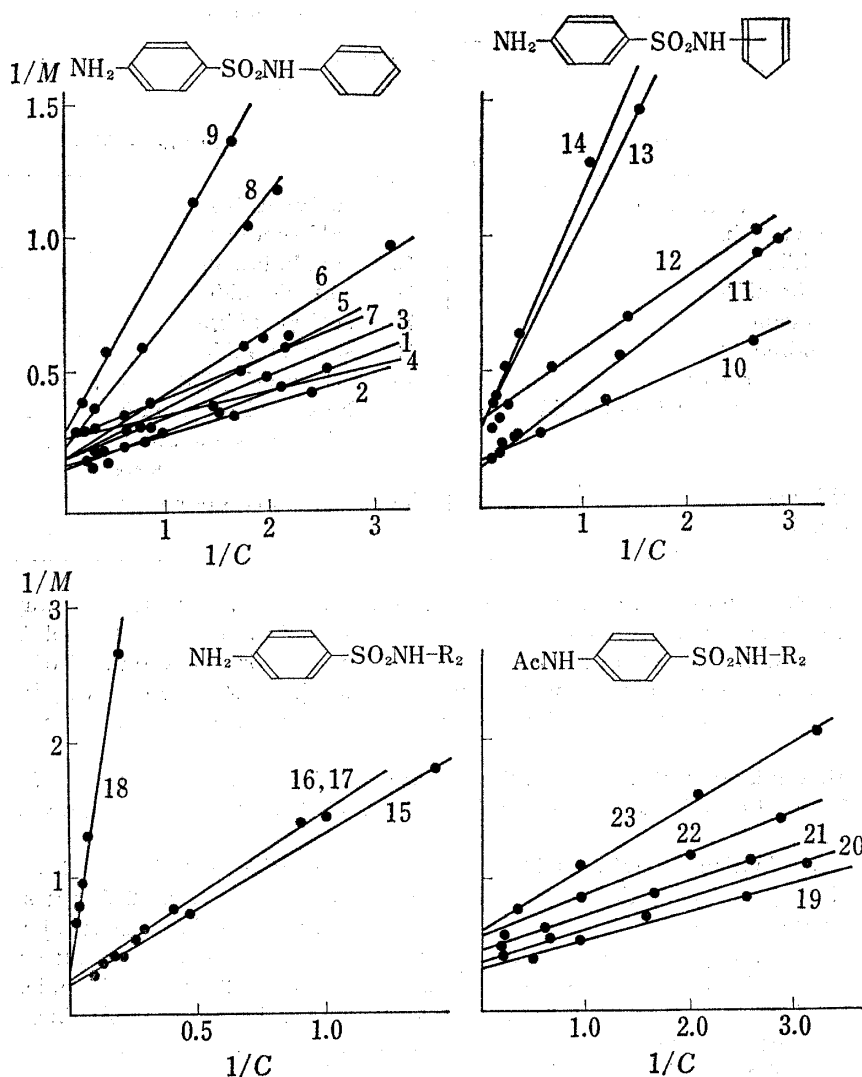 NH₂ SO₂NH
1/M
1.5
1.0
0.5
9
8
6
5
7
3
1
4
2
1 2 3
1/C
NH₂ SO₂NH
14
13
12
11
10
1 2 3
1/C
1/M
3
2
1
NH₂ SO₂NH-R₂
18
16,17
15
0.5 1.0
1/C
AcNH SO₂NH-R₂
23
22
21
20
19
1.0 2.0 3.0
1/C